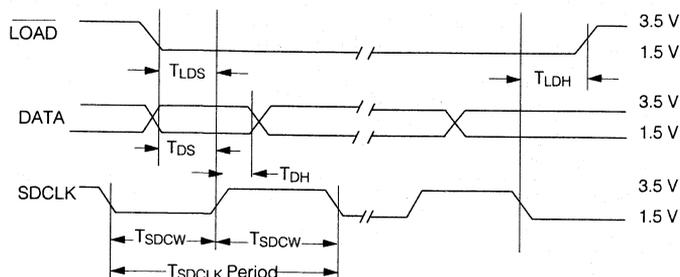 LOAD
3.5 V
1.5 V
TLDS
TLDH
DATA
3.5 V
1.5 V
TDS
TDH
SDCLK
3.5 V
1.5 V
TSDCW
TSDCW
TSDCLK Period